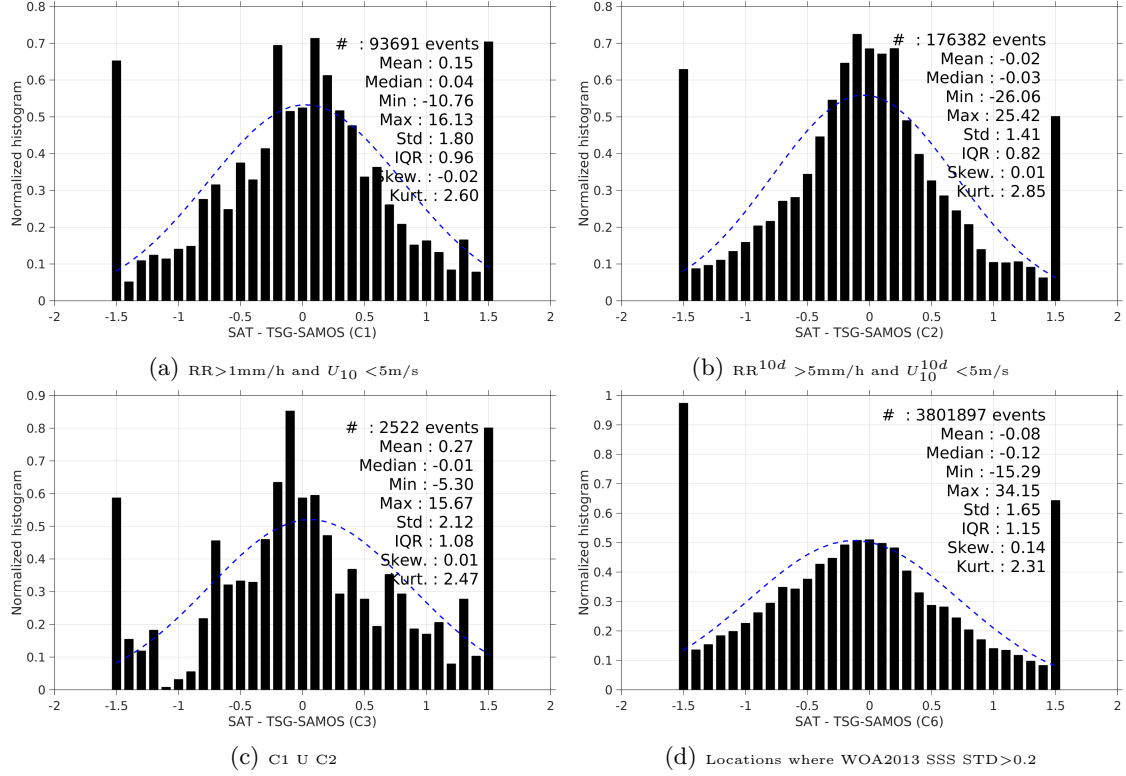 Normalized histogram
0.8
0.7
0.6
0.5
0.4
0.3
0.2
0.1
0
-2
-1.5
-1
-0.5
0
0.5
1
1.5
2
SAT - TSG-SAMOS (C1)
# : 93691 events
Mean : 0.15
Median : 0.04
Min : -10.76
Max : 16.13
Std : 1.80
IQR : 0.96
Skew. : -0.02
Kurt. : 2.60
(a) RR>1mm/h and U10 <5m/s
Normalized histogram
0.8
0.7
0.6
0.5
0.4
0.3
0.2
0.1
0
-2
-1.5
-1
-0.5
0
0.5
1
1.5
2
SAT - TSG-SAMOS (C2)
# : 176382 events
Mean : -0.02
Median : -0.03
Min : -26.06
Max : 25.42
Std : 1.41
IQR : 0.82
Skew. : 0.01
Kurt. : 2.85
(b) RR^10d >5mm/h and U10^10d <5m/s
Normalized histogram
0.9
0.8
0.7
0.6
0.5
0.4
0.3
0.2
0.1
0
-2
-1.5
-1
-0.5
0
0.5
1
1.5
2
SAT - TSG-SAMOS (C3)
# : 2522 events
Mean : 0.27
Median : -0.01
Min : -5.30
Max : 15.67
Std : 2.12
IQR : 1.08
Skew. : 0.01
Kurt. : 2.47
(c) C1 U C2
Normalized histogram
1
0.9
0.8
0.7
0.6
0.5
0.4
0.3
0.2
0.1
0
-2
-1.5
-1
-0.5
0
0.5
1
1.5
2
SAT - TSG-SAMOS (C6)
# : 3801897 events
Mean : -0.08
Median : -0.12
Min : -15.29
Max : 34.15
Std : 1.65
IQR : 1.15
Skew. : 0.14
Kurt. : 2.31
(d) Locations where WOA2013 SSS STD>0.2